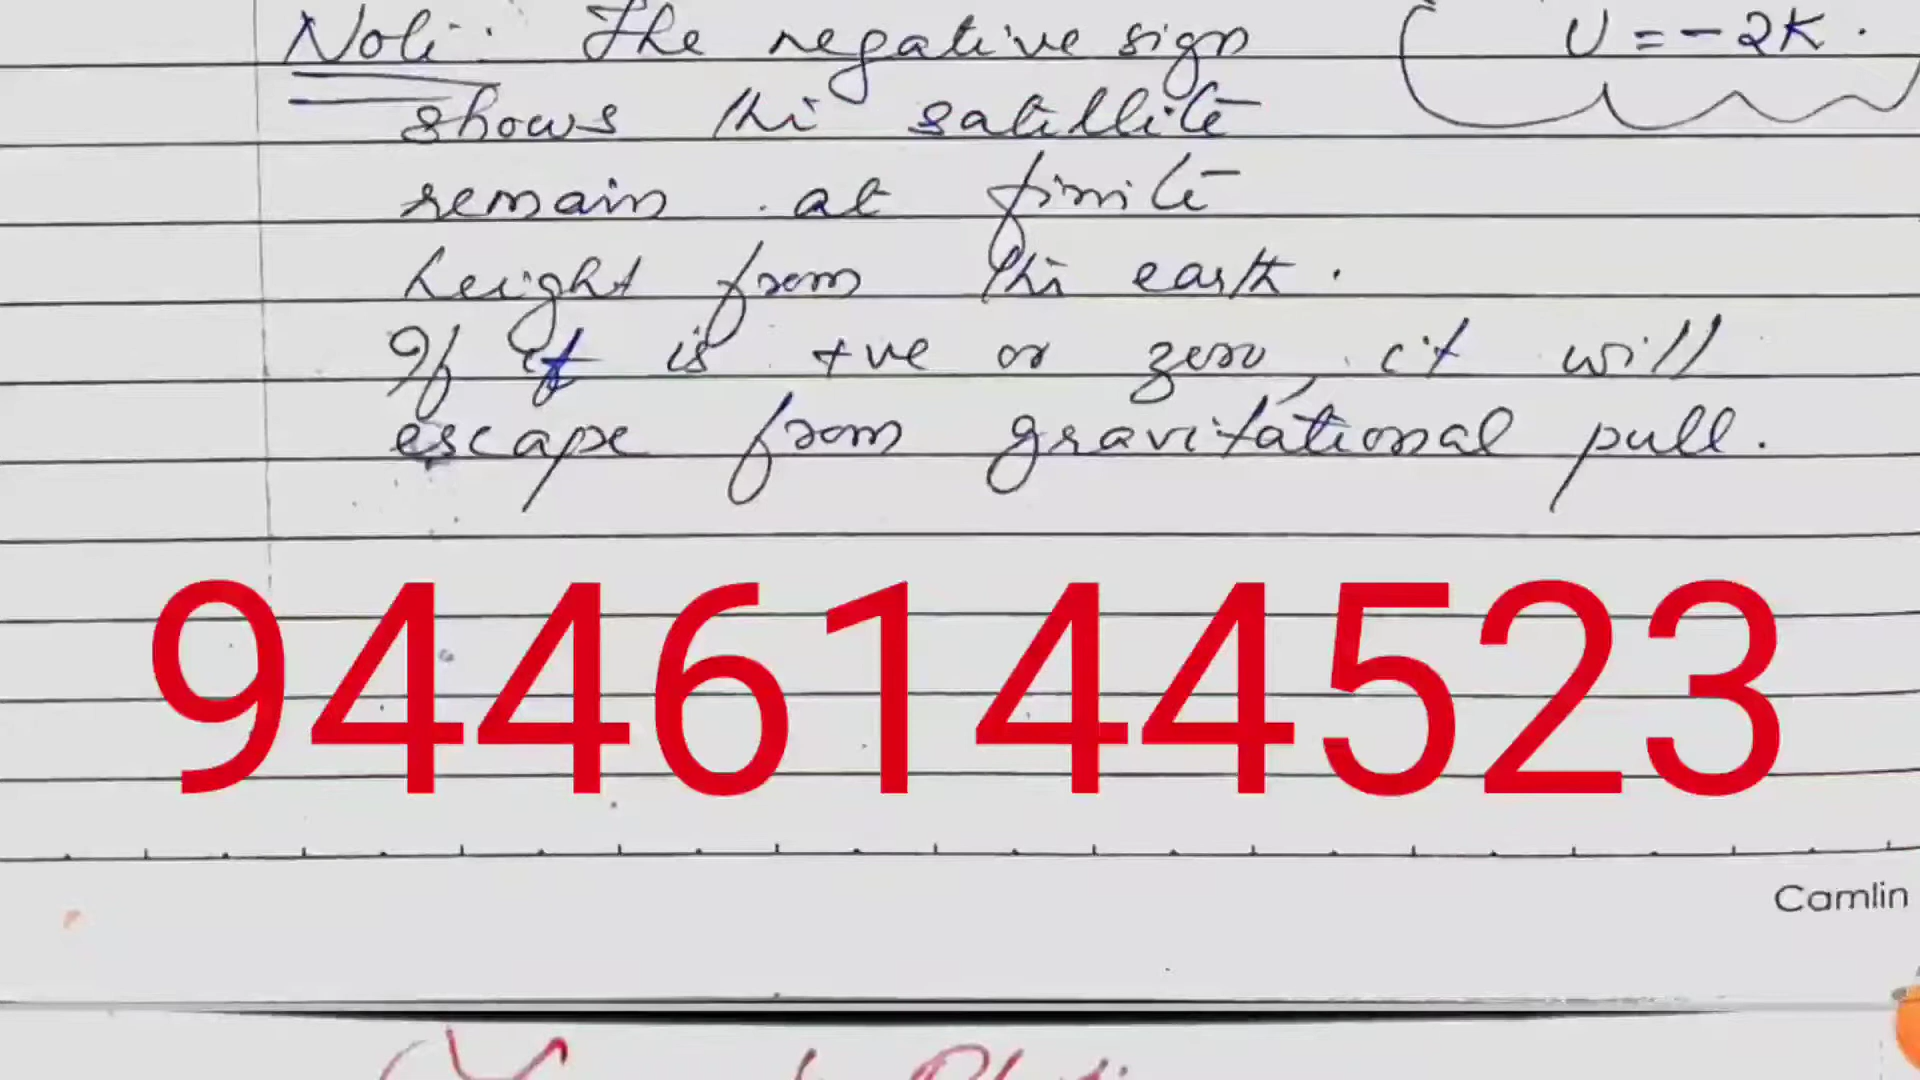 Note: The negative sign
U = -2K.
shows the satellite
remain at finite
height from the earth.
If it is +ve or zero, it will
escape from gravitational pull.
9446144523
Camlin